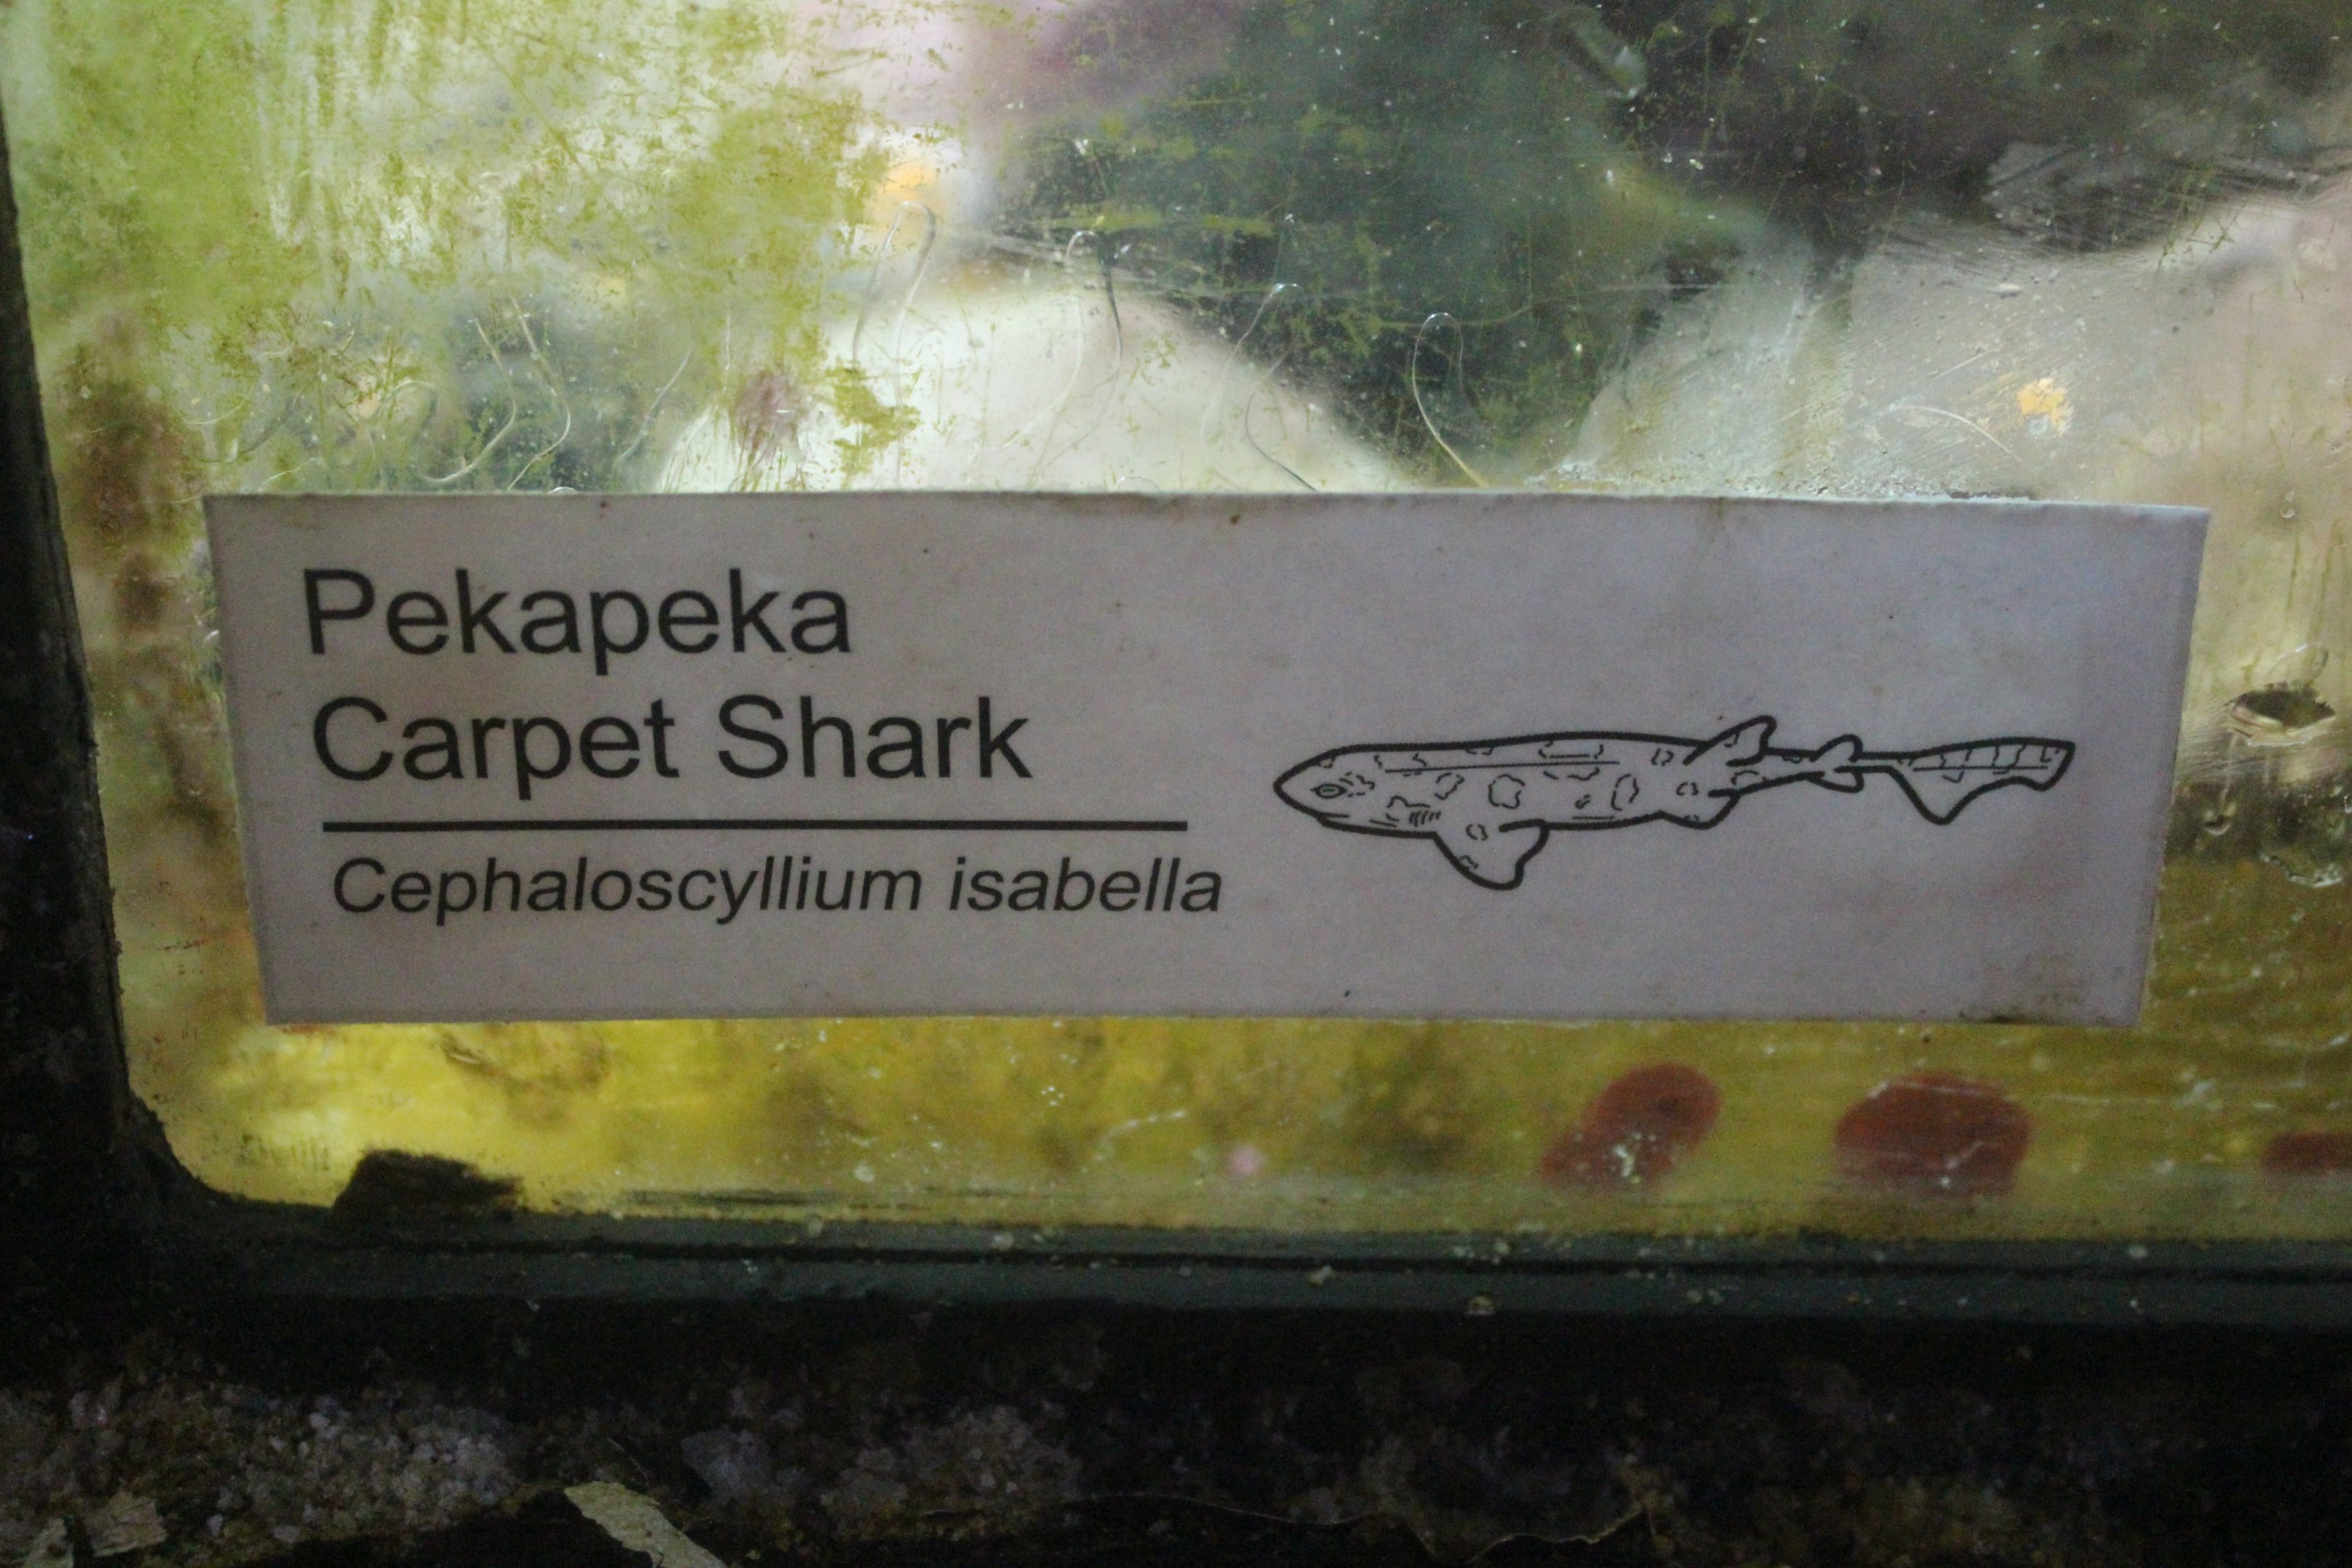 Pekapeka
Carpet Shark
Cephaloscyllium isabella